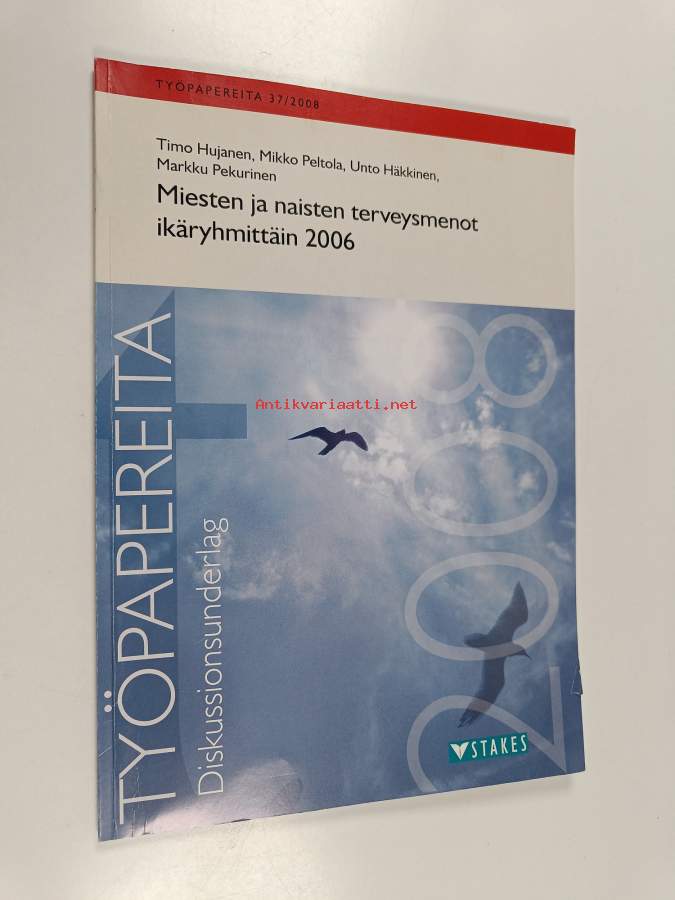 TYÖPAPEREITA 37/2008
Timo Hujanen, Mikko Peltola, Unto Häkkinen,
Markku Pekurinen
Miesten ja naisten terveysmenot
ikäryhmittäin 2006
TYÖPAPEREITA
Diskussionsunderlag
2008
Antikvariaatti.net
STAKES